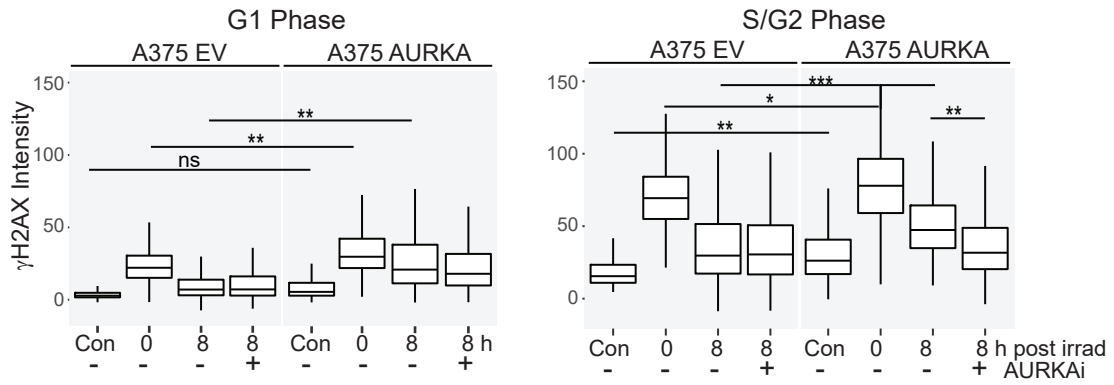 G1 Phase
S/G2 Phase
A375 EV
A375 AURKA
A375 EV
A375 AURKA
γH2AX Intensity
150
100
50
0
ns
**
**
150
100
50
0
**
*
***
**
Con 0 8 8 Con 0 8 8 h
- - - + - - - +
Con 0 8 8 Con 0 8 8 h post irrad
- - - + - - - + AURKAi